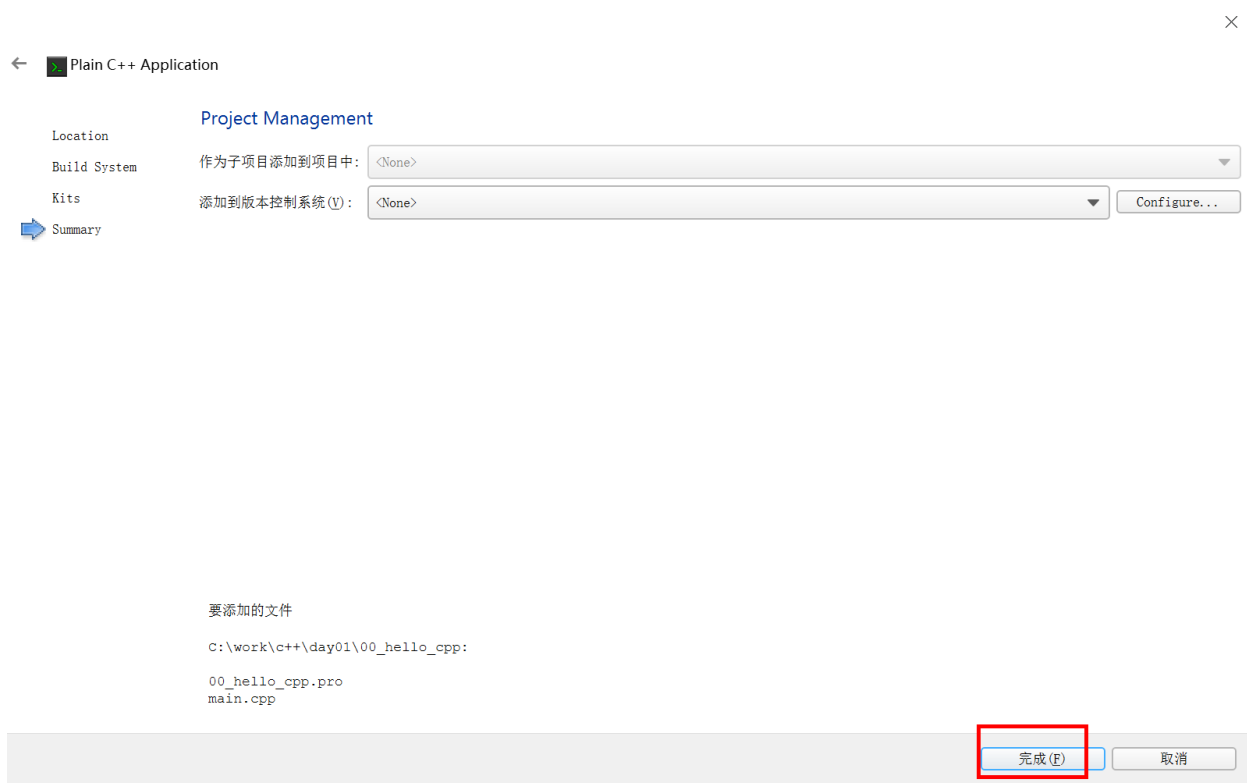 Plain C++ Application
Location
Build System
Kits
Summary
Project Management
作为子项目添加到项目中: <None>
添加到版本控制系统(V): <None> Configure...
要添加的文件
C:\work\c++\day01\00_hello_cpp:
00_hello_cpp.pro
main.cpp
完成(F) 取消